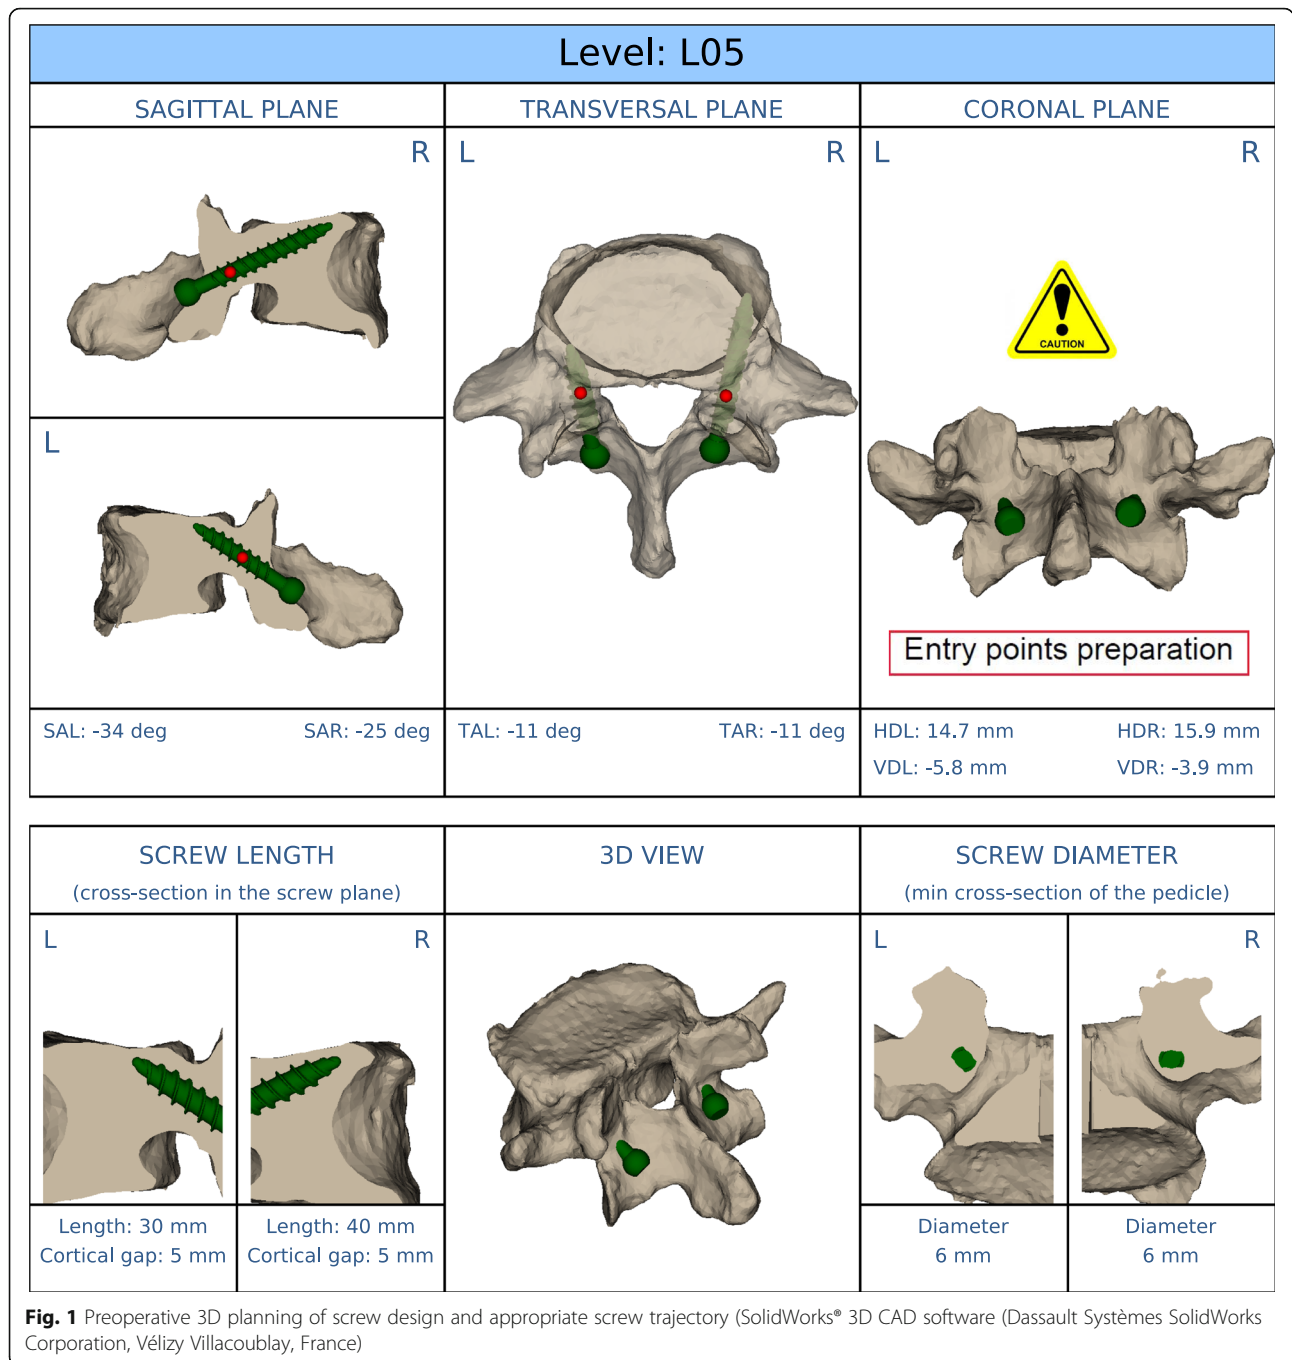 Level: L05
SAGITTAL PLANE
TRANSVERSAL PLANE
CORONAL PLANE
R
L
R
L
R
L
CAUTION
Entry points preparation
SAL: -34 deg
SAR: -25 deg
TAL: -11 deg
TAR: -11 deg
HDL: 14.7 mm
HDR: 15.9 mm
VDL: -5.8 mm
VDR: -3.9 mm
SCREW LENGTH
(cross-section in the screw plane)
3D VIEW
SCREW DIAMETER
(min cross-section of the pedicle)
L
R
L
R
Length: 30 mm
Cortical gap: 5 mm
Length: 40 mm
Cortical gap: 5 mm
Diameter
6 mm
Diameter
6 mm
Fig. 1 Preoperative 3D planning of screw design and appropriate screw trajectory (SolidWorks® 3D CAD software (Dassault Systèmes SolidWorks
Corporation, Vélizy Villacoublay, France)